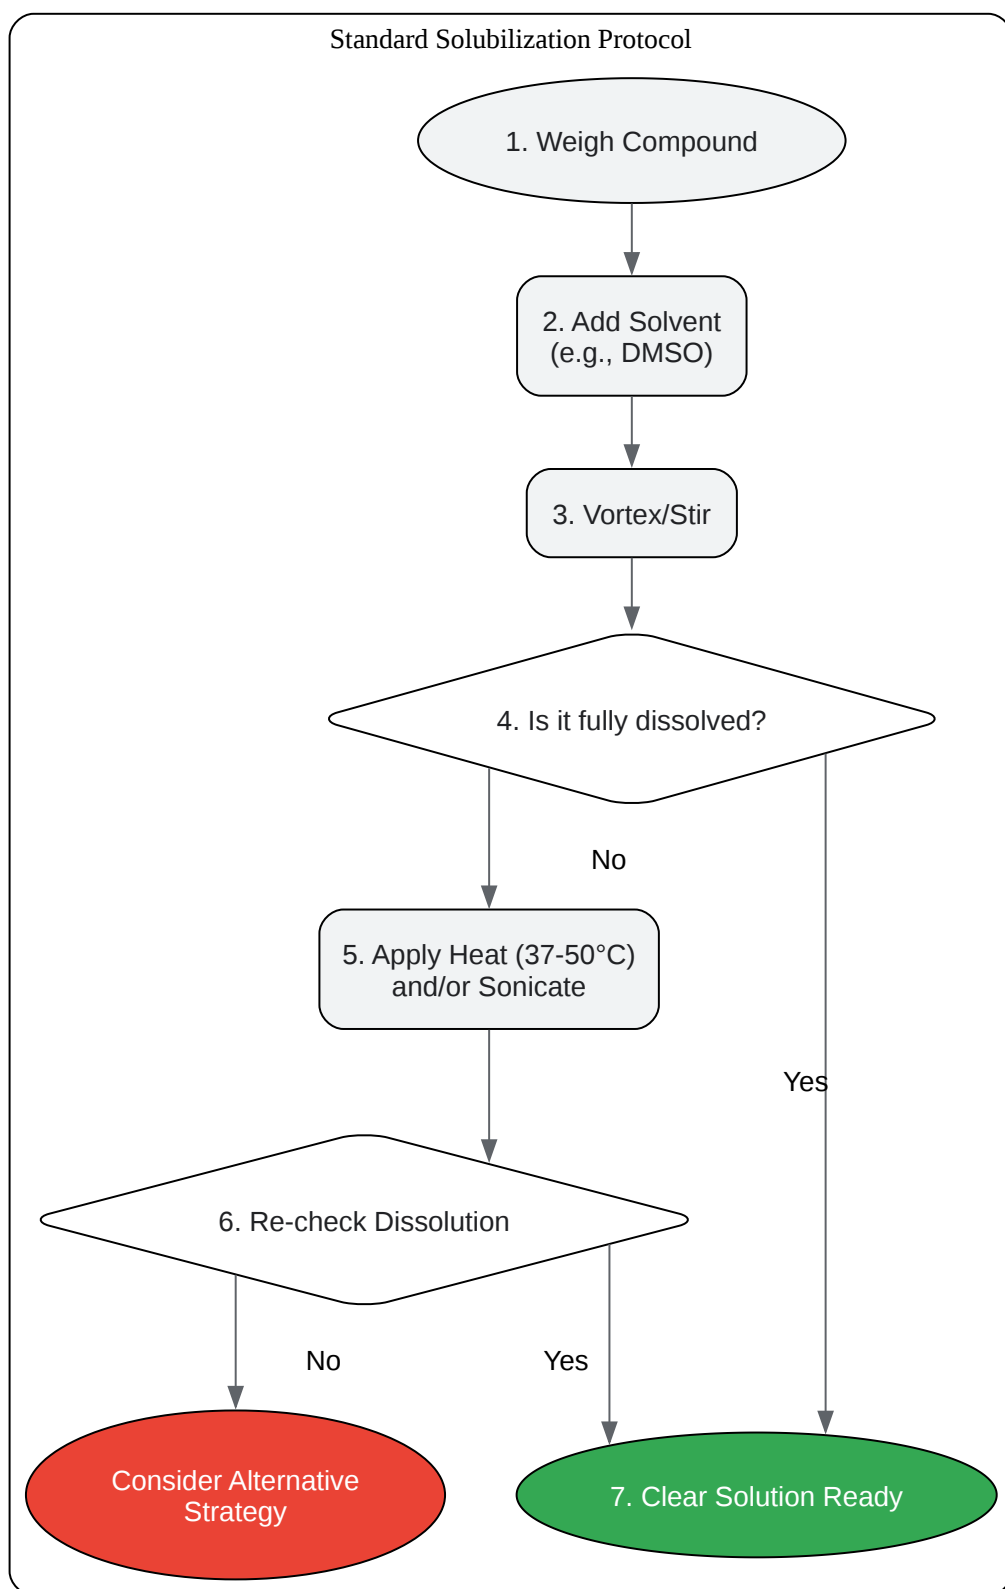 Standard Solubilization Protocol
1. Weigh Compound
2. Add Solvent
(e.g., DMSO)
3. Vortex/Stir
4. Is it fully dissolved?
No
5. Apply Heat (37-50°C)
and/or Sonicate
Yes
6. Re-check Dissolution
No
Yes
Consider Alternative
Strategy
7. Clear Solution Ready